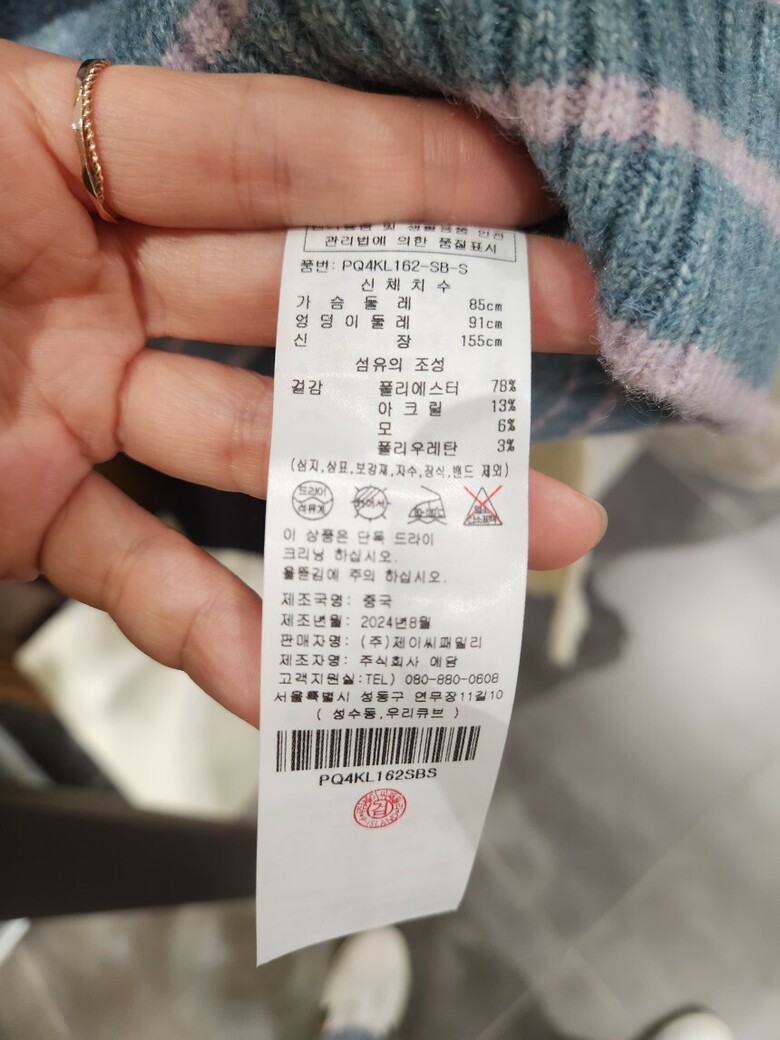 관리법에 의한 품질표시
품번: PQ4KL162-SB-S
신체치수
가슴둘레 85cm
엉덩이둘레 91cm
신장 155cm
섬유의 조성
겉감 폴리에스터 78%
아크릴 13%
모 6%
폴리우레탄 3%
(심지,상표,보강재,자수,장식,밴드 제외)
드라이
석유계
이 상품은 단독 드라이
크리닝 하십시오.
올뜯김에 주의 하십시오.
제조국명: 중국
제조년월: 2024년8월
판매자명: (주)제이씨패밀리
제조자명: 주식회사 에담
고객지원실:TEL) 080-880-0608
서울특별시 성동구 연무장11길10
( 성수동,우리큐브 )
PQ4KL162SBS